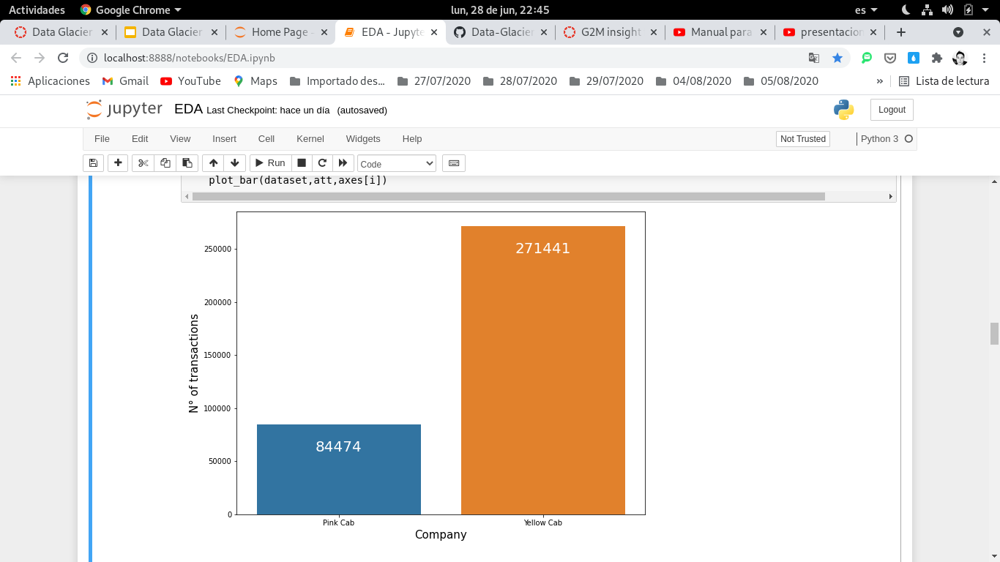 Actividades Google Chrome lun, 28 de jun, 22:45 es
Data Glacier Data Glacier Home Page - EDA - Jupyte Data-Glacier G2M insight Manual para presentacion
localhost:8888/notebooks/EDA.ipynb
Aplicaciones Gmail YouTube Maps Importado des... 27/07/2020 28/07/2020 29/07/2020 04/08/2020 05/08/2020 » Lista de lectura
jupyter EDA Last Checkpoint: hace un día (autosaved) Logout
File Edit View Insert Cell Kernel Widgets Help Not Trusted Python 3
Run Code
plot_bar(dataset,att,axes[i])
271441
250000
200000
N° of transactions
150000
100000
84474
50000
0
Pink Cab Yellow Cab
Company